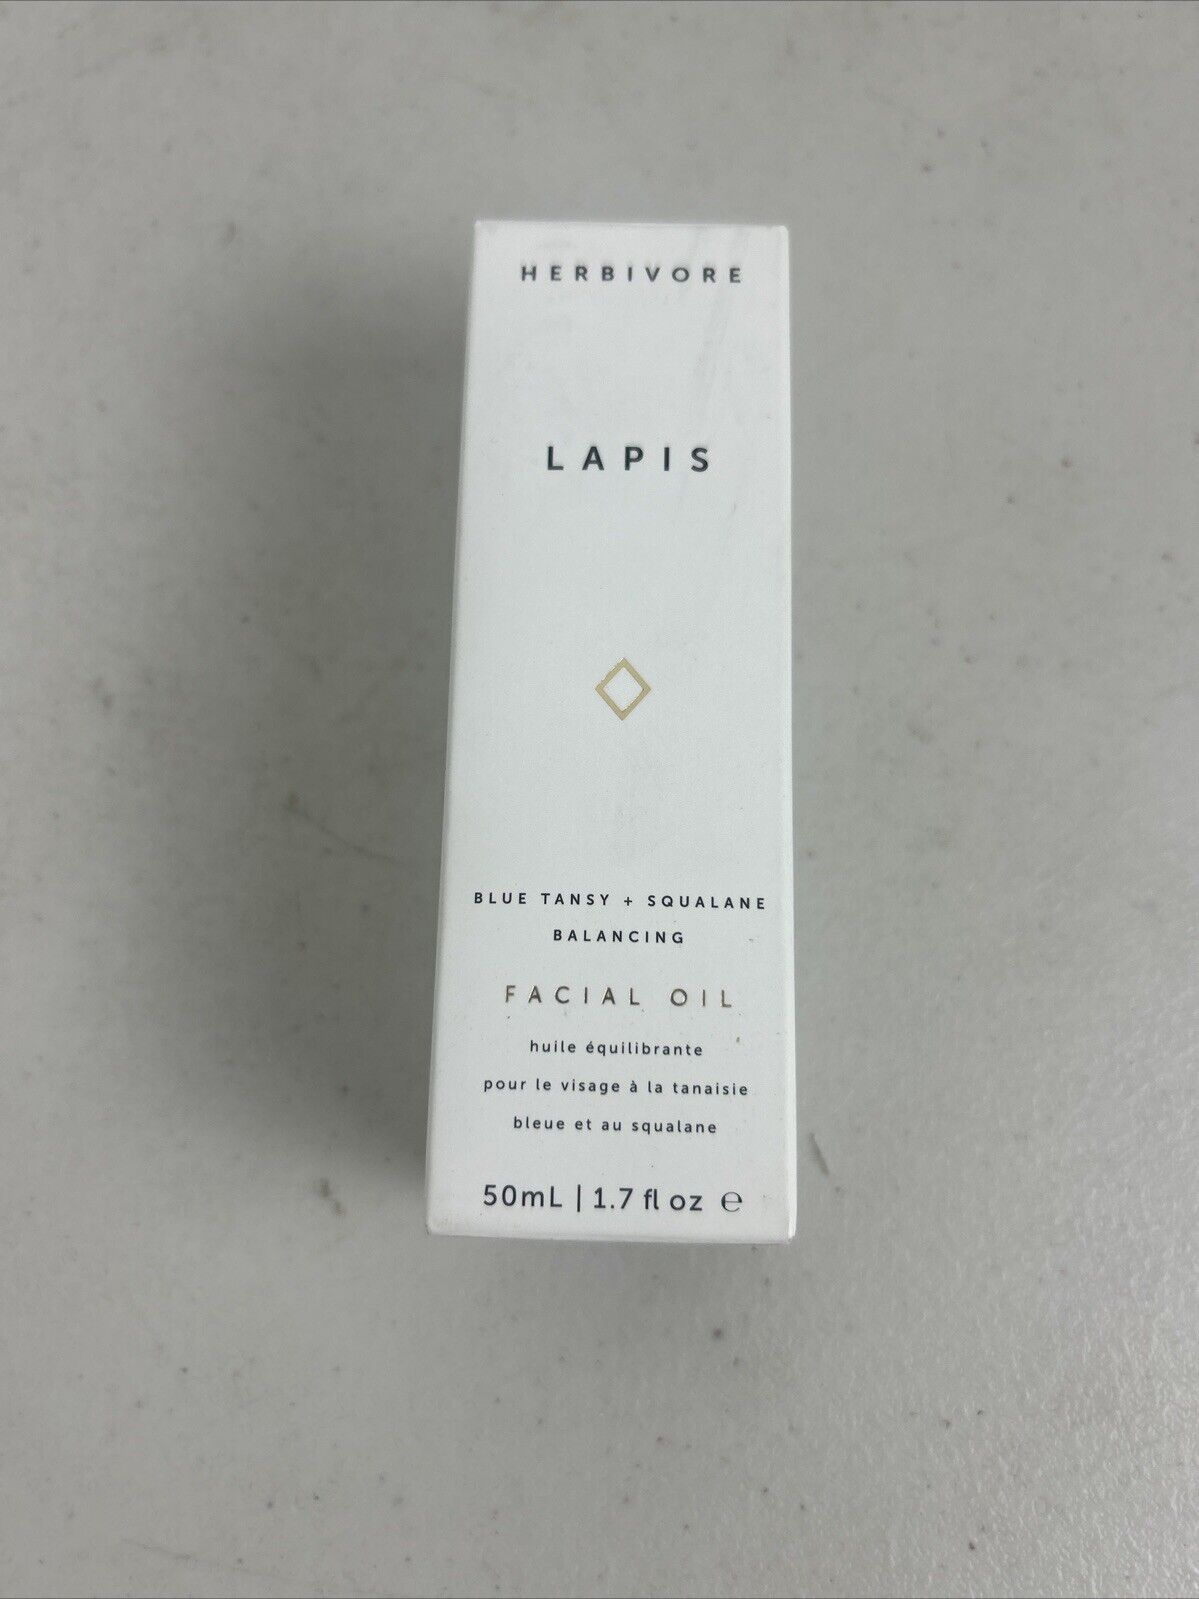 HERBIVORE
LAPIS
BLUE TANSY + SQUALANE
BALANCING
FACIAL OIL
huile équilibrante
pour le visage à la tanaisie
bleue et au squalane
50mL | 1.7 fl oz ℮